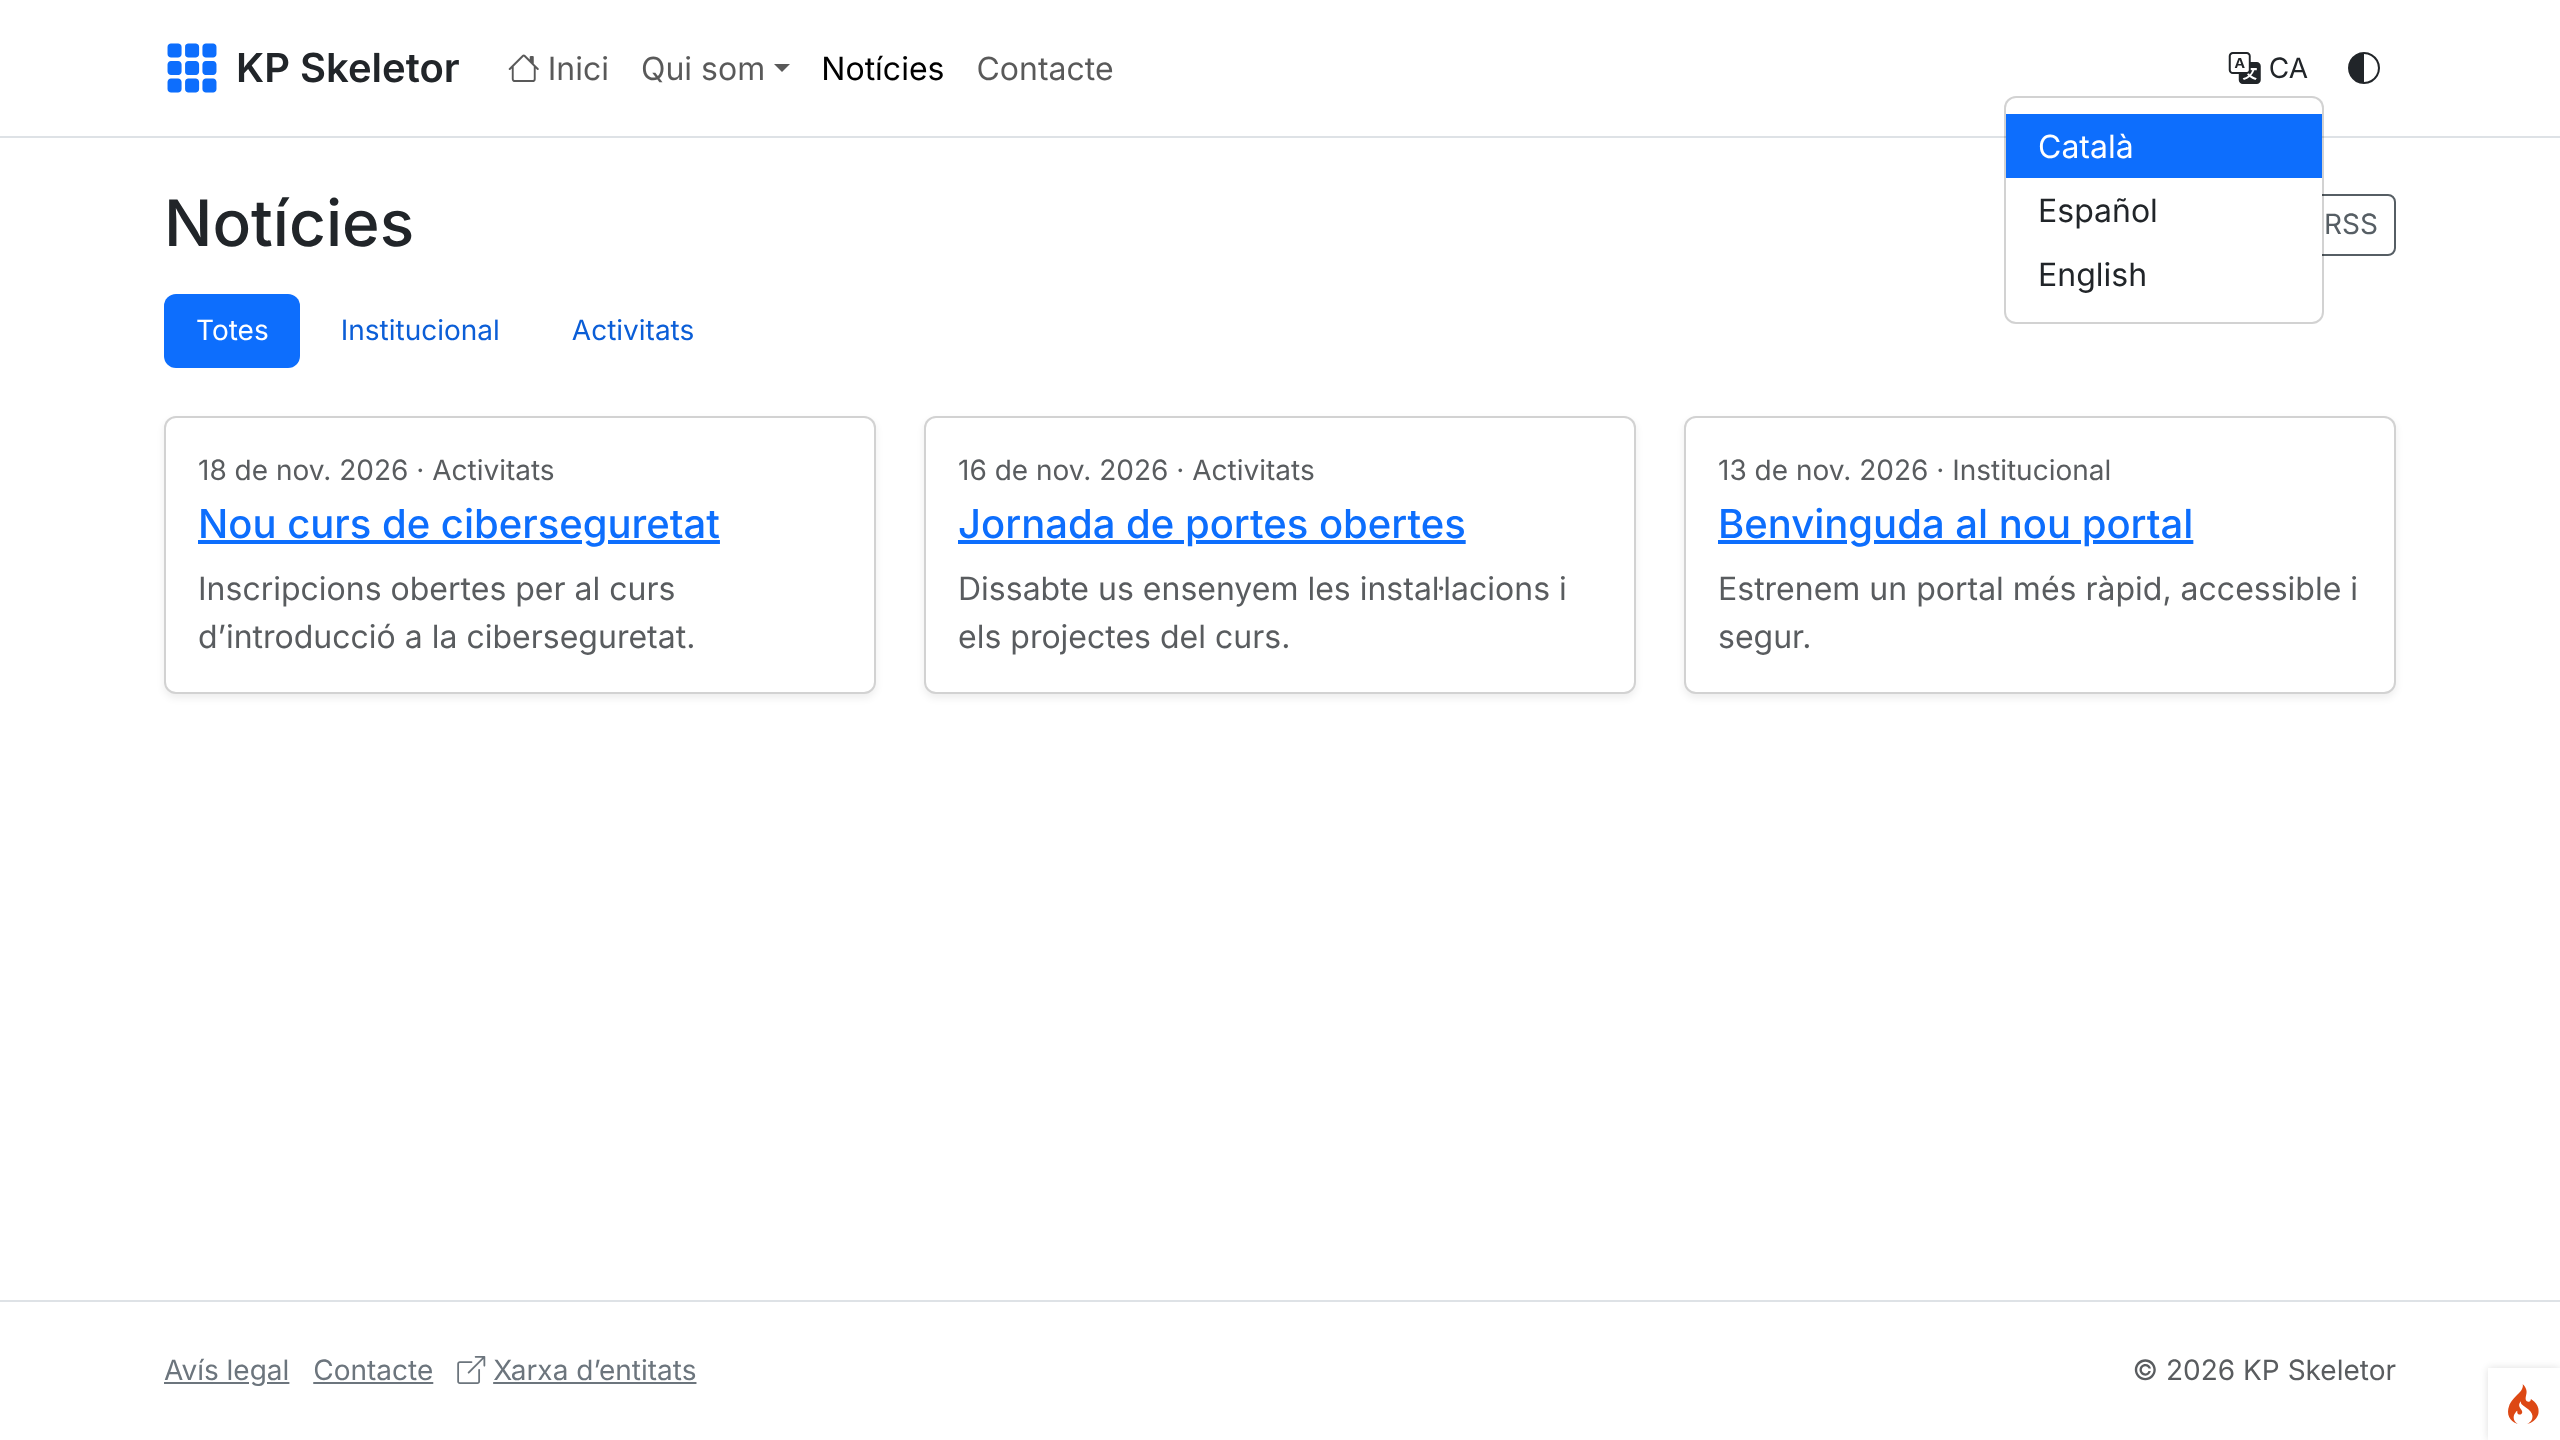 KP Skeletor Inici Qui som Notícies Contacte CA
Català
Español
English
Notícies
RSS
Totes Institucional Activitats
18 de nov. 2026 · Activitats
Nou curs de ciberseguretat
Inscripcions obertes per al curs
d’introducció a la ciberseguretat.
16 de nov. 2026 · Activitats
Jornada de portes obertes
Dissabte us ensenyem les instal·lacions i
els projectes del curs.
13 de nov. 2026 · Institucional
Benvinguda al nou portal
Estrenem un portal més ràpid, accessible i
segur.
Avís legal Contacte Xarxa d’entitats
© 2026 KP Skeletor